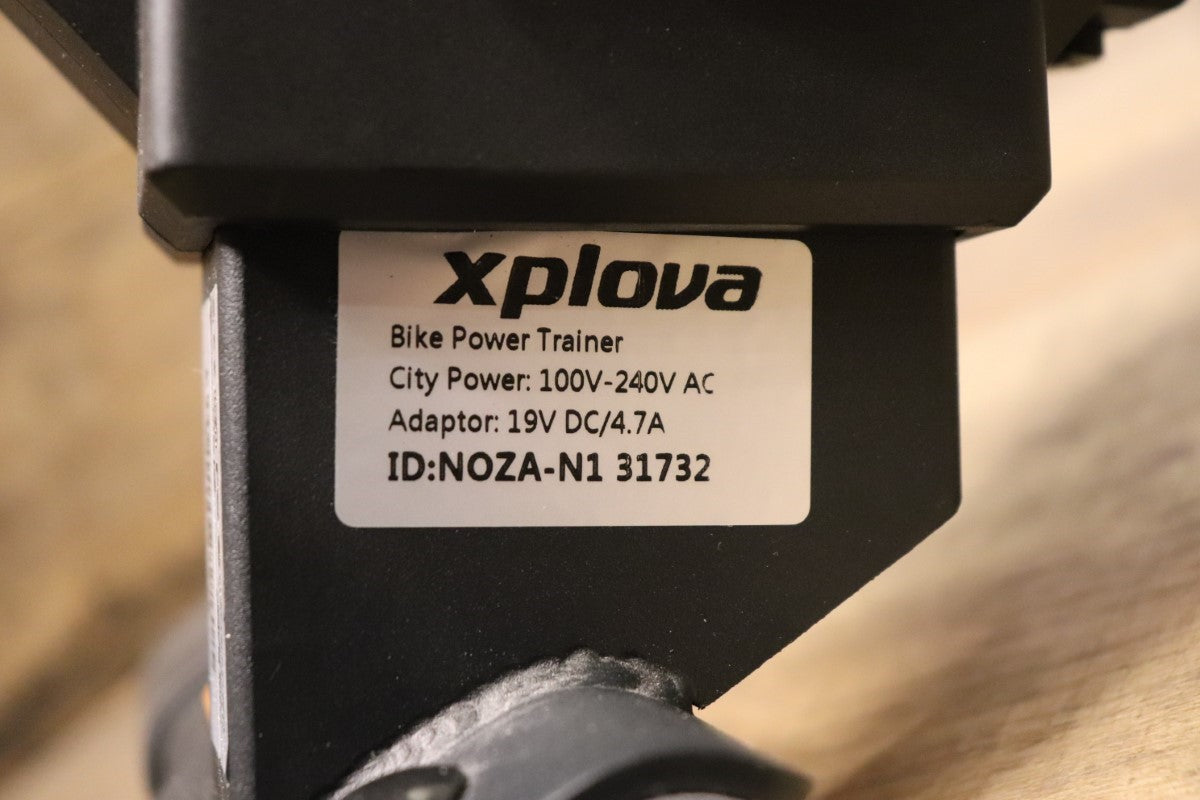 xplova
Bike Power Trainer
City Power: 100V-240V AC
Adaptor: 19V DC/4.7A
ID:NOZA-N1 31732